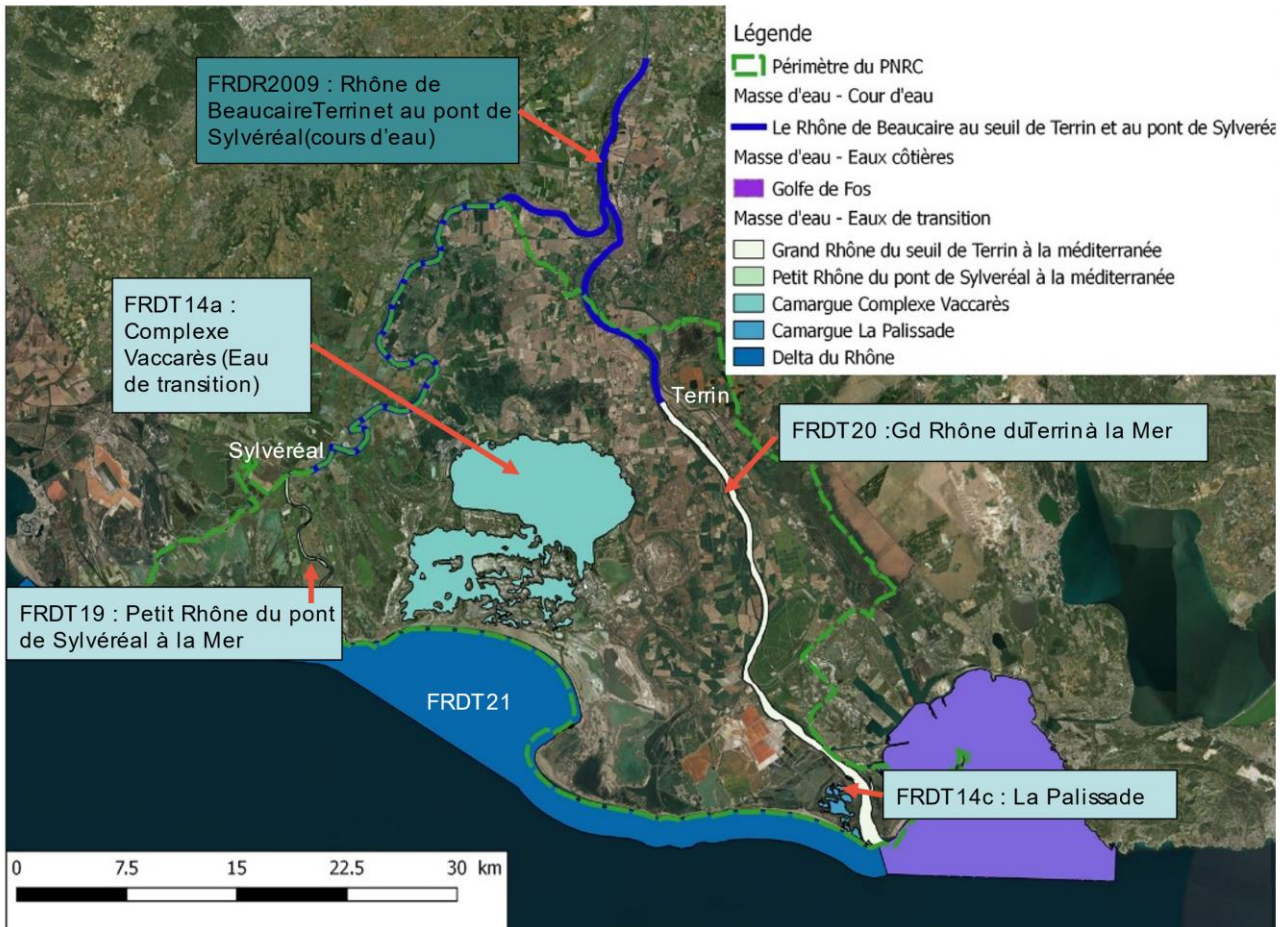 FRDR2009 : Rhône de
BeaucaireTerrin et au pont de
Sylvéréal(cours d'eau)
FRDT14a :
Complexe
Vaccarès (Eau
de transition)
Sylvéréal
Terrin
FRDT20 :Gd Rhône duTerrin à la Mer
FRDT19 : Petit Rhône du pont
de Sylvéréal à la Mer
FRDT21
FRDT14c : La Palissade
Légende
Périmètre du PNRC
Masse d'eau - Cour d'eau
Le Rhône de Beaucaire au seuil de Terrin et au pont de Sylveréa
Masse d'eau - Eaux côtières
Golfe de Fos
Masse d'eau - Eaux de transition
Grand Rhône du seuil de Terrin à la méditerranée
Petit Rhône du pont de Sylveréal à la méditerranée
Camargue Complexe Vaccarès
Camargue La Palissade
Delta du Rhône
0 7.5 15 22.5 30 km